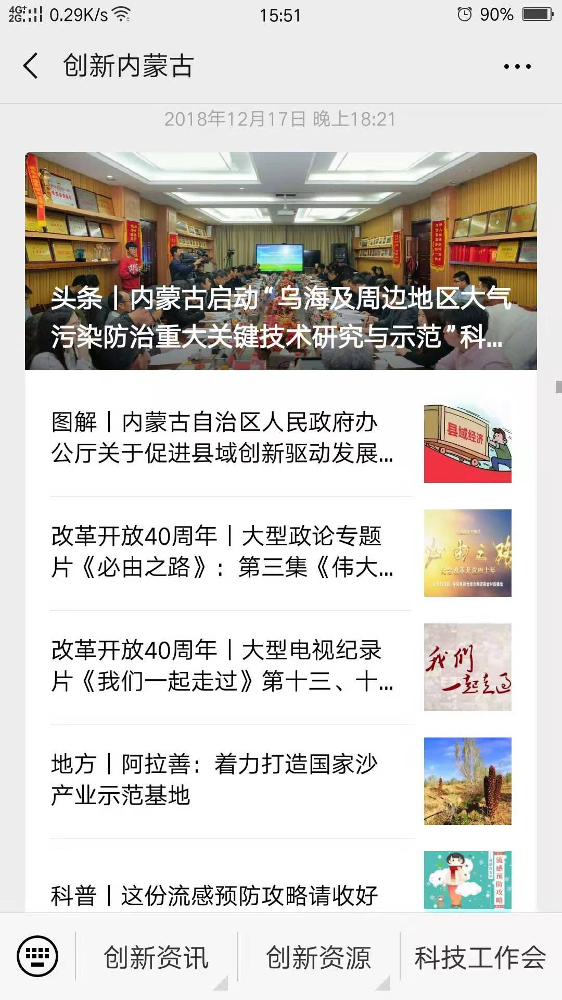 4G+
2G
0.29K/s
15:51
90%
创新内蒙古
2018年12月17日 晚上18:21
头条丨内蒙古启动“乌海及周边地区大气
污染防治重大关键技术研究与示范”科...
图解丨内蒙古自治区人民政府办
公厅关于促进县域创新驱动发展...
县域经济
改革开放40周年丨大型政论专题
片《必由之路》：第三集《伟大...
必由之路
纪念改革开放四十年
改革开放40周年丨大型电视纪录
片《我们一起走过》第十三、十...
我们
一起走过
地方丨阿拉善：着力打造国家沙
产业示范基地
科普丨这份流感预防攻略请收好
流感预防攻略
创新资讯
创新资源
科技工作会